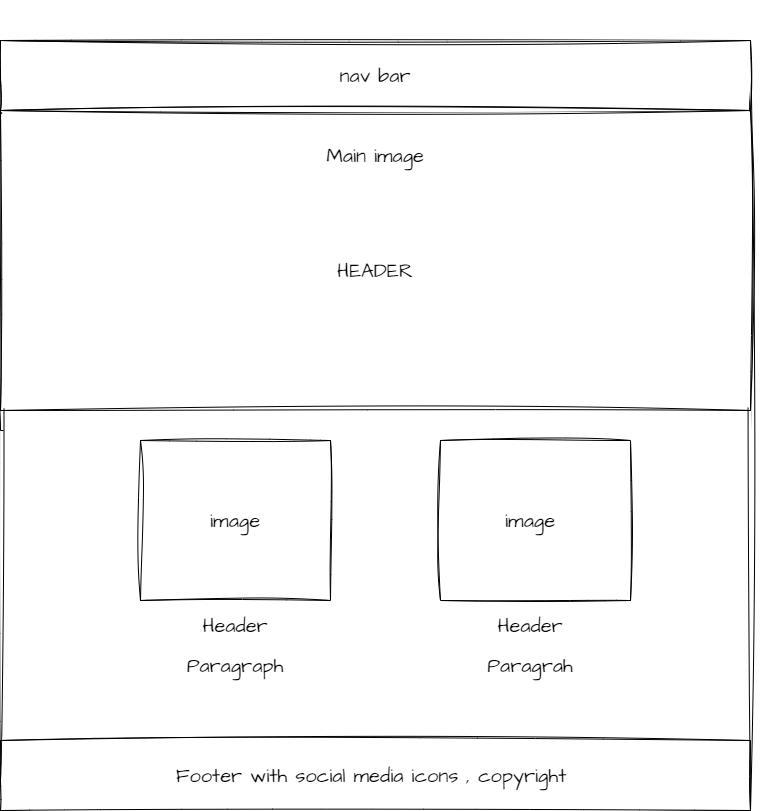 nav bar
Main image
HEADER
image image
Header Header
Paragraph Paragrah
Footer with social media icons , copyright